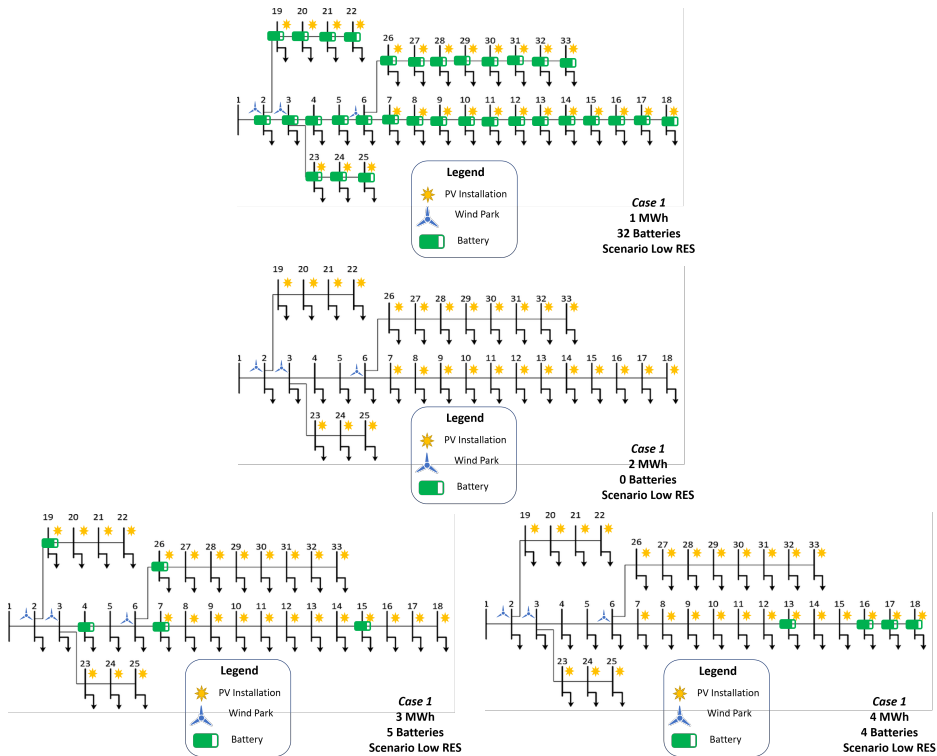 19 20 21 22
26 27 28 29 30 31 32 33
1 2 3 4 5 6 7 8 9 10 11 12 13 14 15 16 17 18
23 24 25
Legend
PV Installation
Wind Park
Battery
Case 1
1 MWh
32 Batteries
Scenario Low RES
19 20 21 22
26 27 28 29 30 31 32 33
1 2 3 4 5 6 7 8 9 10 11 12 13 14 15 16 17 18
23 24 25
Legend
PV Installation
Wind Park
Battery
Case 1
2 MWh
0 Batteries
Scenario Low RES
19 20 21 22
26 27 28 29 30 31 32 33
1 2 3 4 5 6 7 8 9 10 11 12 13 14 15 16 17 18
23 24 25
Legend
PV Installation
Wind Park
Battery
Case 1
3 MWh
5 Batteries
Scenario Low RES
19 20 21 22
26 27 28 29 30 31 32 33
1 2 3 4 5 6 7 8 9 10 11 12 13 14 15 16 17 18
23 24 25
Legend
PV Installation
Wind Park
Battery
Case 1
4 MWh
4 Batteries
Scenario Low RES